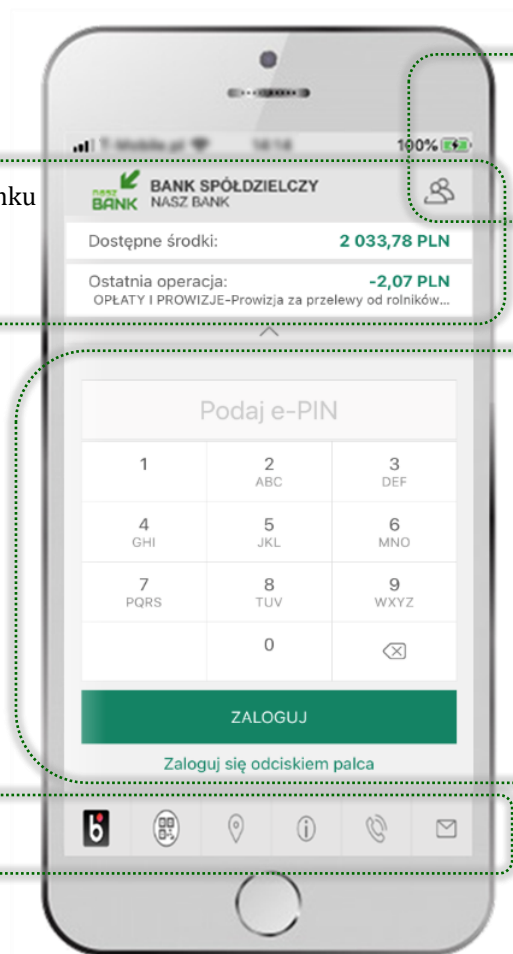 100%
nku
nasz BANK
BANK SPÓŁDZIELCZY
NASZ BANK
Dostępne środki: 2 033,78 PLN
Ostatnia operacja: -2,07 PLN
OPŁATY I PROWIZJE-Prowizja za przelewy od rolników...
Podaj e-PIN
1 2 3
ABC DEF
4 5 6
GHI JKL MNO
7 8 9
PQRS TUV WXYZ
0
ZALOGUJ
Zaloguj się odciskiem palca